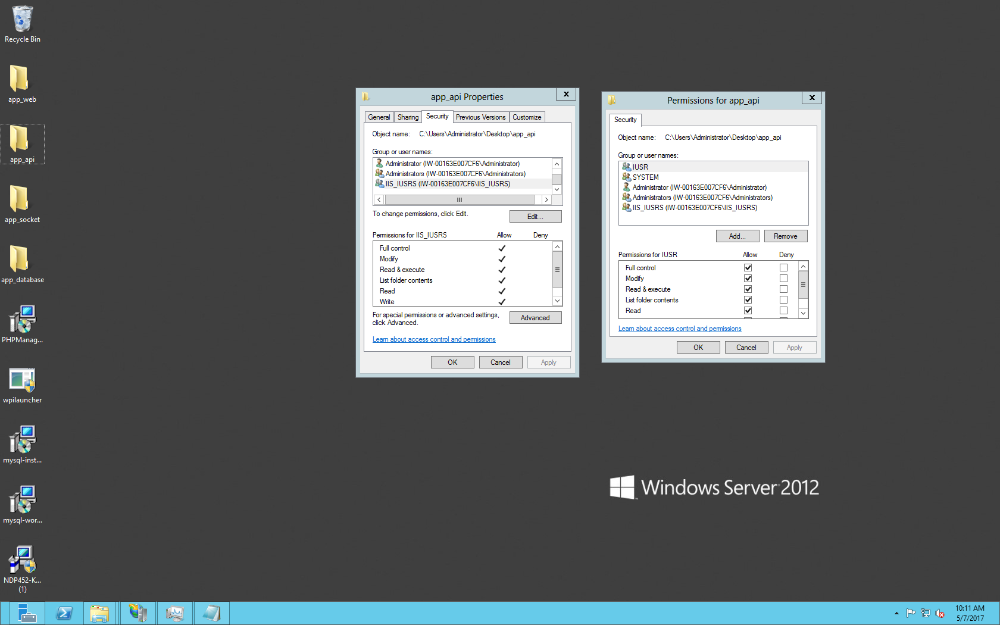 Recycle Bin
app_web
app_api
app_socket
app_database
PHPManag...
wpilauncher
mysql-inst...
mysql-wor...
NDP452-K...
(1)
app_api Properties
x
General Sharing Security Previous Versions Customize
Object name: C:\Users\Administrator\Desktop\app_api
Group or user names:
Administrator (IW-00163E007CF6\Administrator)
Administrators (IW-00163E007CF6\Administrators)
IIS_IUSRS (IW-00163E007CF6\IIS_IUSRS)
To change permissions, click Edit.
Edit...
Permissions for IIS_IUSRS Allow Deny
Full control
Modify
Read & execute
List folder contents
Read
Write
For special permissions or advanced settings,
click Advanced.
Advanced
Learn about access control and permissions
OK Cancel Apply
Permissions for app_api
x
Security
Object name: C:\Users\Administrator\Desktop\app_api
Group or user names:
IUSR
SYSTEM
Administrator (IW-00163E007CF6\Administrator)
Administrators (IW-00163E007CF6\Administrators)
IIS_IUSRS (IW-00163E007CF6\IIS_IUSRS)
Add... Remove
Permissions for IUSR Allow Deny
Full control
Modify
Read & execute
List folder contents
Read
Learn about access control and permissions
OK Cancel Apply
Windows Server 2012
10:11 AM
5/7/2017